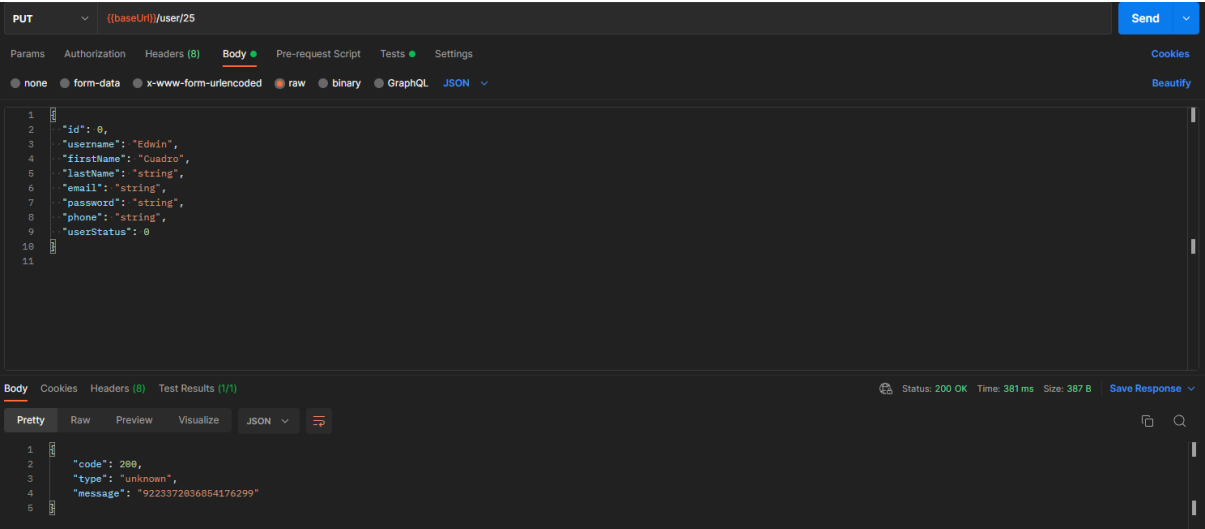 PUT {{baseUrl}}/user/25 Send
Params Authorization Headers (8) Body Pre-request Script Tests Settings Cookies
none form-data x-www-form-urlencoded raw binary GraphQL JSON Beautify
1 {
2 "id": 0,
3 "username": "Edwin",
4 "firstName": "Cuadro",
5 "lastName": "string",
6 "email": "string",
7 "password": "string",
8 "phone": "string",
9 "userStatus": 0
10 }
11
Body Cookies Headers (8) Test Results (1/1) Status: 200 OK Time: 381 ms Size: 387 B Save Response
Pretty Raw Preview Visualize JSON
1 {
2 "code": 200,
3 "type": "unknown",
4 "message": "9223372036854176299"
5 }